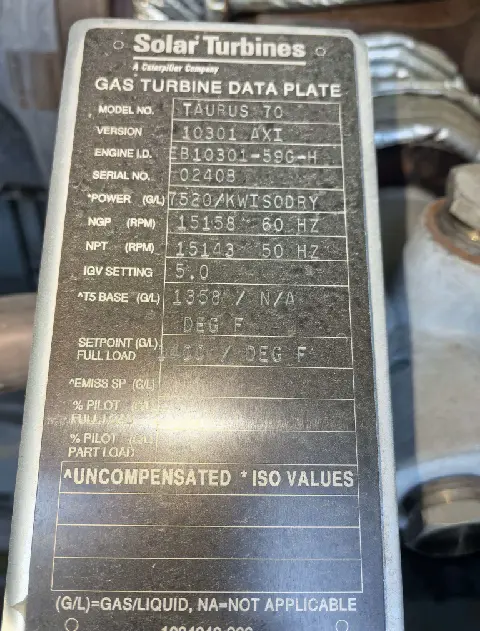 Solar Turbines
A Caterpillar Company
GAS TURBINE DATA PLATE
MODEL NO. TAURUS 70
VERSION 10301 AXI
ENGINE I.D. EB10301-59G-H
SERIAL NO. 02408
*POWER (G/L) 7520/KWISODRY
NGP (RPM) 15158 60 HZ
NPT (RPM) 15143 50 HZ
IGV SETTING 5.0
^T5 BASE (G/L) 1358 / N/A
DEG F
SETPOINT (G/L)
FULL LOAD / DEG F
^EMISS SP (G/L)
% PILOT (G/L)
FULL LOAD
% PILOT
PART LOAD
^UNCOMPENSATED * ISO VALUES
(G/L)=GAS/LIQUID, NA=NOT APPLICABLE